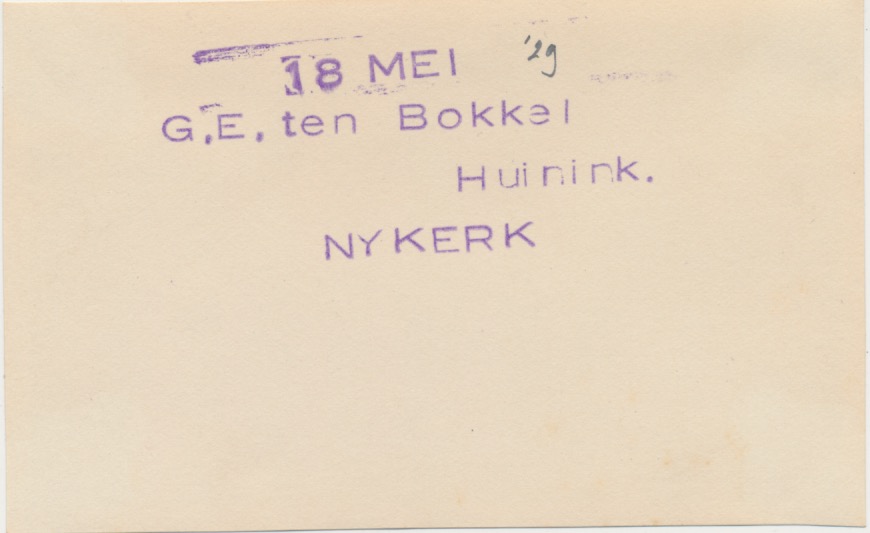 18 MEI '29
G.E. ten Bokkel
Huinink.
NYKERK